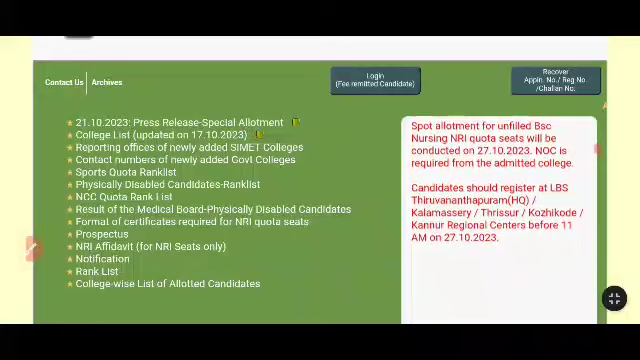 Contact Us
Archives
Login
(Fee remitted Candidate)
Recover
Appln. No./ Reg No.
/Challan No.
21.10.2023: Press Release-Special Allotment
College List (updated on 17.10.2023)
Reporting offices of newly added SIMET Colleges
Contact numbers of newly added Govt Colleges
Sports Quota Ranklist
Physically Disabled Candidates-Ranklist
NCC Quota Rank List
Result of the Medical Board-Physically Disabled Candidates
Format of certificates required for NRI quota seats
Prospectus
NRI Affidavit (for NRI Seats only)
Notification
Rank List
College-wise List of Allotted Candidates
Spot allotment for unfilled Bsc
Nursing NRI quota seats will be
conducted on 27.10.2023. NOC is
required from the admitted college.
Candidates should register at LBS
Thiruvananthapuram(HQ) /
Kalamassery / Thrissur / Kozhikode /
Kannur Regional Centers before 11
AM on 27.10.2023.